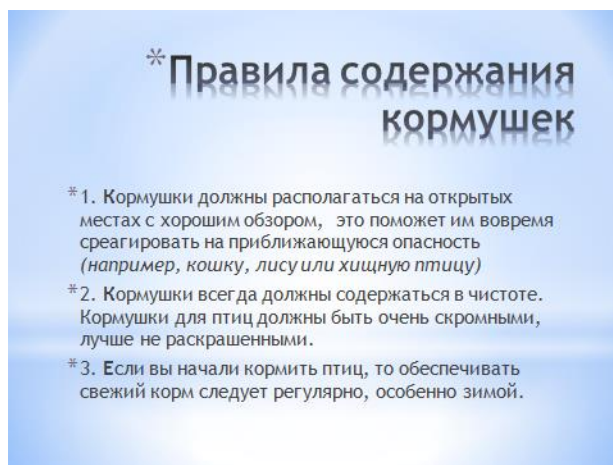 *Правила содержания
кормушек
*1. Кормушки должны располагаться на открытых
местах с хорошим обзором, это поможет им вовремя
среагировать на приближающуюся опасность
(например, кошку, лису или хищную птицу)
*2. Кормушки всегда должны содержаться в чистоте.
Кормушки для птиц должны быть очень скромными,
лучше не раскрашенными.
*3. Если вы начали кормить птиц, то обеспечивать
свежий корм следует регулярно, особенно зимой.